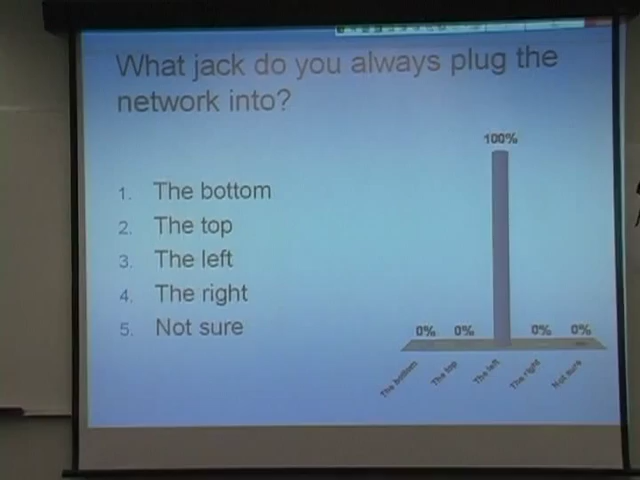 What jack do you always plug the
network into?
1. The bottom
2. The top
3. The left
4. The right
5. Not sure
100%
0% 0% 0% 0%
The bottom The top The left The right Not sure